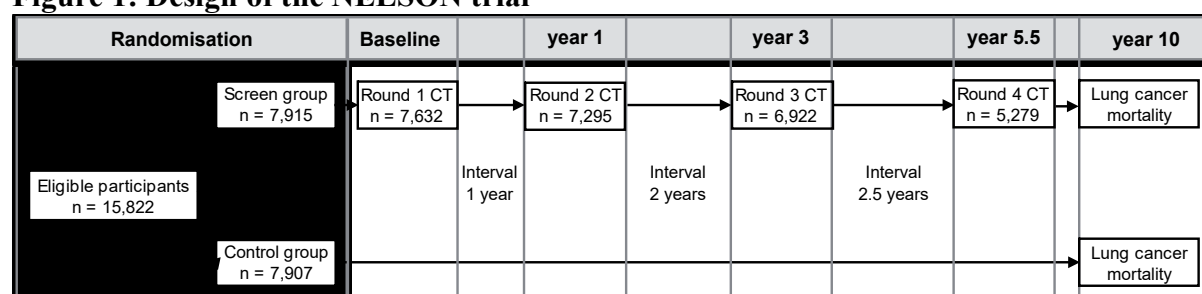 Figure 1: Design of the NELSON trial
Randomisation
Baseline
year 1
year 3
year 5.5
year 10
Screen group
n = 7,915
Round 1 CT
n = 7,632
Round 2 CT
n = 7,295
Round 3 CT
n = 6,922
Round 4 CT
n = 5,279
Lung cancer
mortality
Eligible participants
n = 15,822
Interval
1 year
Interval
2 years
Interval
2.5 years
Control group
n = 7,907
Lung cancer
mortality